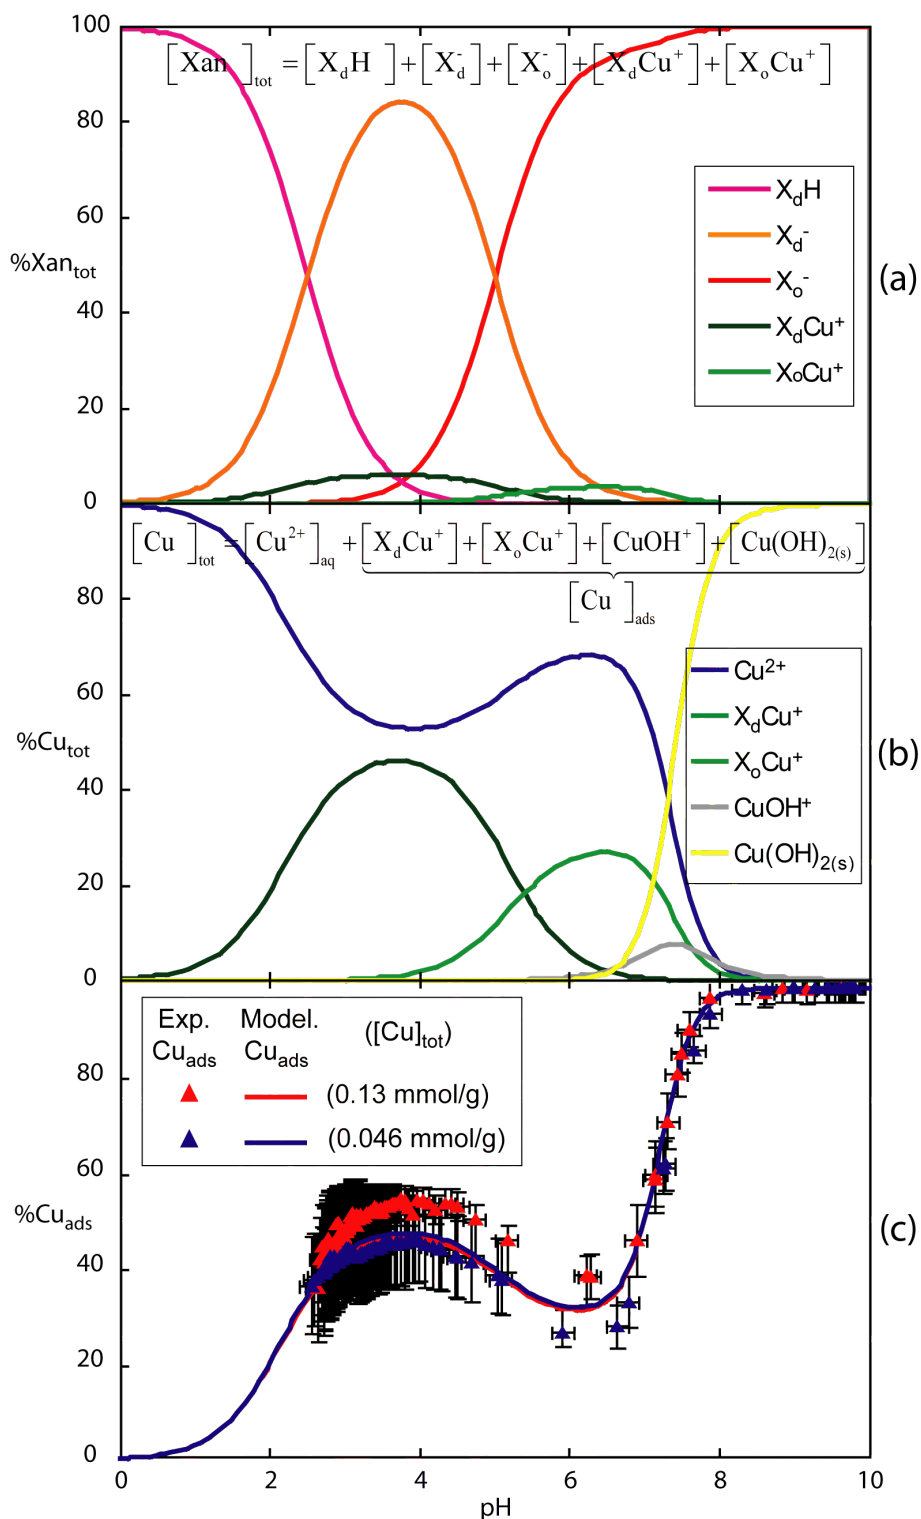 100
[Xan ]tot = [XdH ] + [Xd-] + [Xo-] + [XdCu+] + [XoCu+]
80
60
%Xantot
40
20
0
XdH
Xd-
Xo-
XdCu+
XoCu+
(a)
[Cu ]tot = [Cu2+]aq + [XdCu+] + [XoCu+] + [CuOH+] + [Cu(OH)2(s)]
[Cu ]ads
80
60
%Cutot
40
20
0
Cu2+
XdCu+
XoCu+
CuOH+
Cu(OH)2(s)
(b)
Exp. Model. ([Cu]tot)
Cuads Cuads
(0.13 mmol/g)
(0.046 mmol/g)
80
60
%Cuads
40
20
0
(c)
0 2 4 6 8 10
pH